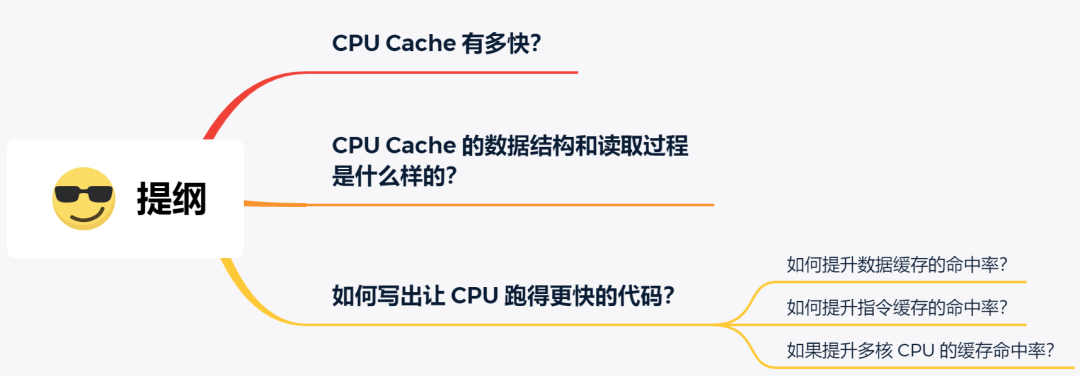 CPU Cache 有多快?
CPU Cache 的数据结构和读取过程
是什么样的?
提纲
如何写出让 CPU 跑得更快的代码?
如何提升数据缓存的命中率?
如何提升指令缓存的命中率?
如果提升多核 CPU 的缓存命中率?